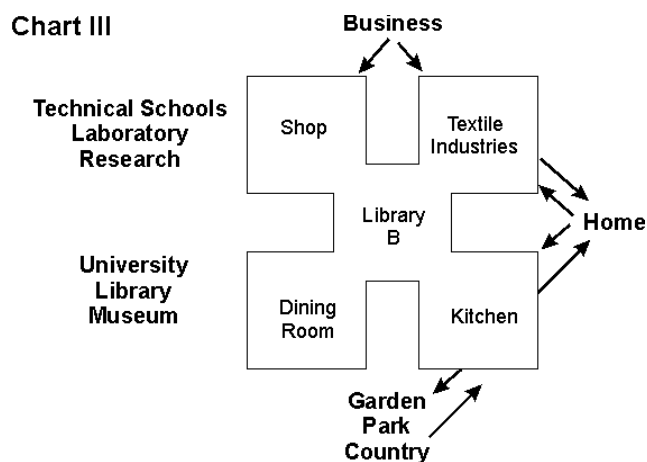 Chart III
Business
Technical Schools
Laboratory
Research
Shop
Textile
Industries
Library
B
Home
University
Library
Museum
Dining
Room
Kitchen
Garden
Park
Country